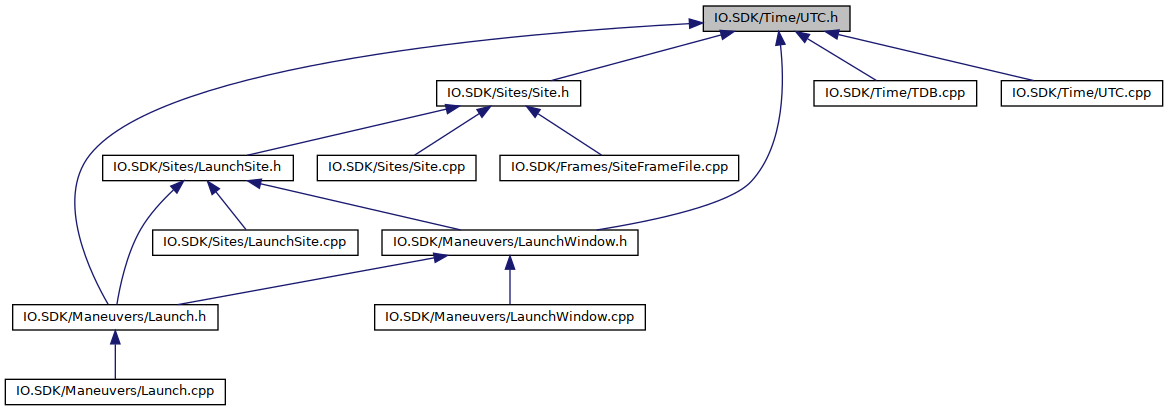 IO.SDK/Time/UTC.h
IO.SDK/Sites/Site.h
IO.SDK/Time/TDB.cpp
IO.SDK/Time/UTC.cpp
IO.SDK/Sites/LaunchSite.h
IO.SDK/Sites/Site.cpp
IO.SDK/Frames/SiteFrameFile.cpp
IO.SDK/Sites/LaunchSite.cpp
IO.SDK/Maneuvers/LaunchWindow.h
IO.SDK/Maneuvers/Launch.h
IO.SDK/Maneuvers/LaunchWindow.cpp
IO.SDK/Maneuvers/Launch.cpp